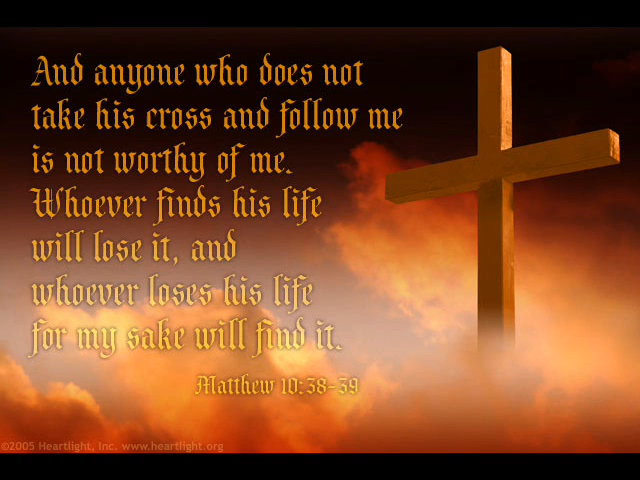 And anyone who does not
take his cross and follow me
is not worthy of me.
Whoever finds his life
will lose it, and
whoever loses his life
for my sake will find it.
Matthew 10:38-39
©2005 Heartlight, Inc. www.heartlight.org